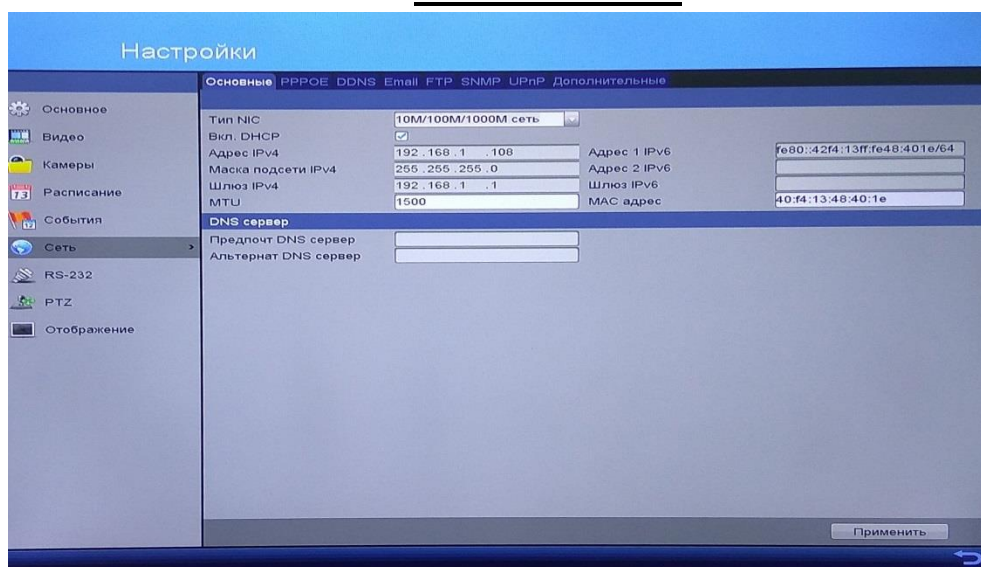 Настройки
Основные PPPOE DDNS Email FTP SNMP UPnP Дополнительные
Основное
Видео
Камеры
Расписание
События
Сеть >
RS-232
PTZ
Отображение
Тип NIC 10M/100M/1000M сеть
Вкл. DHCP
Адрес IPv4 192 .168 .1 .108 Адрес 1 IPv6 fe80::42f4:13ff:fe48:401e/64
Маска подсети IPv4 255 .255 .255 .0 Адрес 2 IPv6
Шлюз IPv4 192 .168 .1 .1 Шлюз IPv6
MTU 1500 MAC адрес 40:f4:13:48:40:1e
DNS сервер
Предпочт DNS сервер
Альтернат DNS сервер
Применить